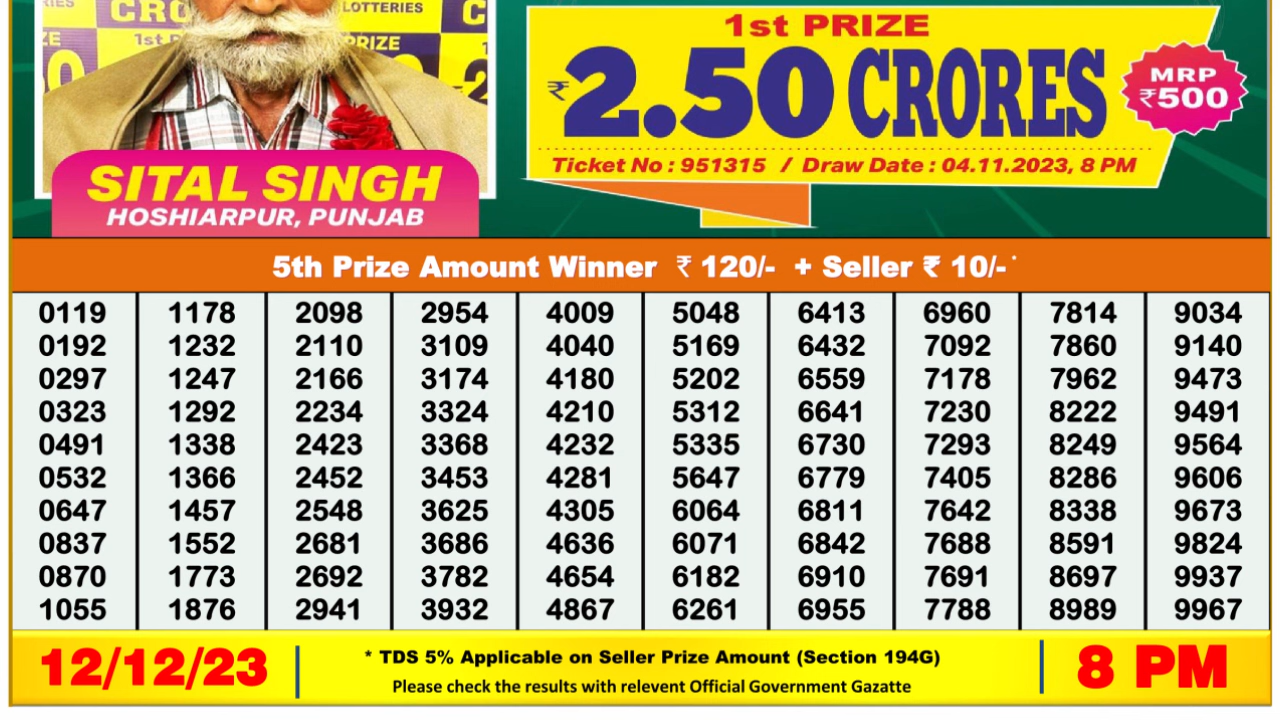 RIES
CRO
LOTTERIES
CE
ZE
1st P
PRIZE
1st PRIZE
₹2.50 CRORES
MRP
₹500
Ticket No : 951315 / Draw Date : 04.11.2023, 8 PM
SITAL SINGH
HOSHIARPUR, PUNJAB
5th Prize Amount Winner ₹ 120/- + Seller ₹ 10/-*
0119 1178 2098 2954 4009 5048 6413 6960 7814 9034
0192 1232 2110 3109 4040 5169 6432 7092 7860 9140
0297 1247 2166 3174 4180 5202 6559 7178 7962 9473
0323 1292 2234 3324 4210 5312 6641 7230 8222 9491
0491 1338 2423 3368 4232 5335 6730 7293 8249 9564
0532 1366 2452 3453 4281 5647 6779 7405 8286 9606
0647 1457 2548 3625 4305 6064 6811 7642 8338 9673
0837 1552 2681 3686 4636 6071 6842 7688 8591 9824
0870 1773 2692 3782 4654 6182 6910 7691 8697 9937
1055 1876 2941 3932 4867 6261 6955 7788 8989 9967
12/12/23
* TDS 5% Applicable on Seller Prize Amount (Section 194G)
Please check the results with relevent Official Government Gazatte
8 PM